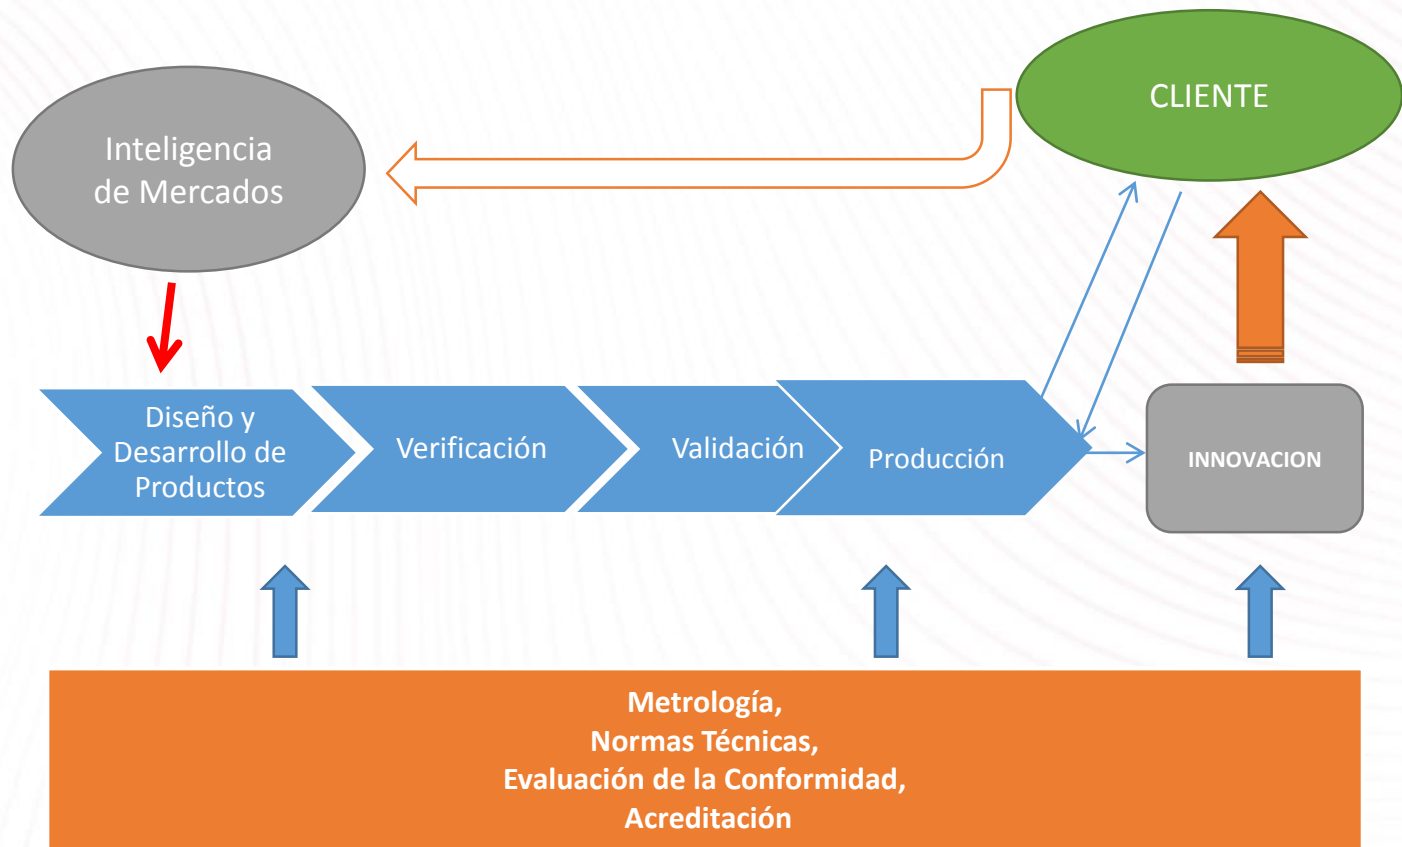 CLIENTE
Inteligencia
de Mercados
Diseño y
Desarrollo de
Productos
Verificación
Validación
Producción
INNOVACION
Metrología,
Normas Técnicas,
Evaluación de la Conformidad,
Acreditación